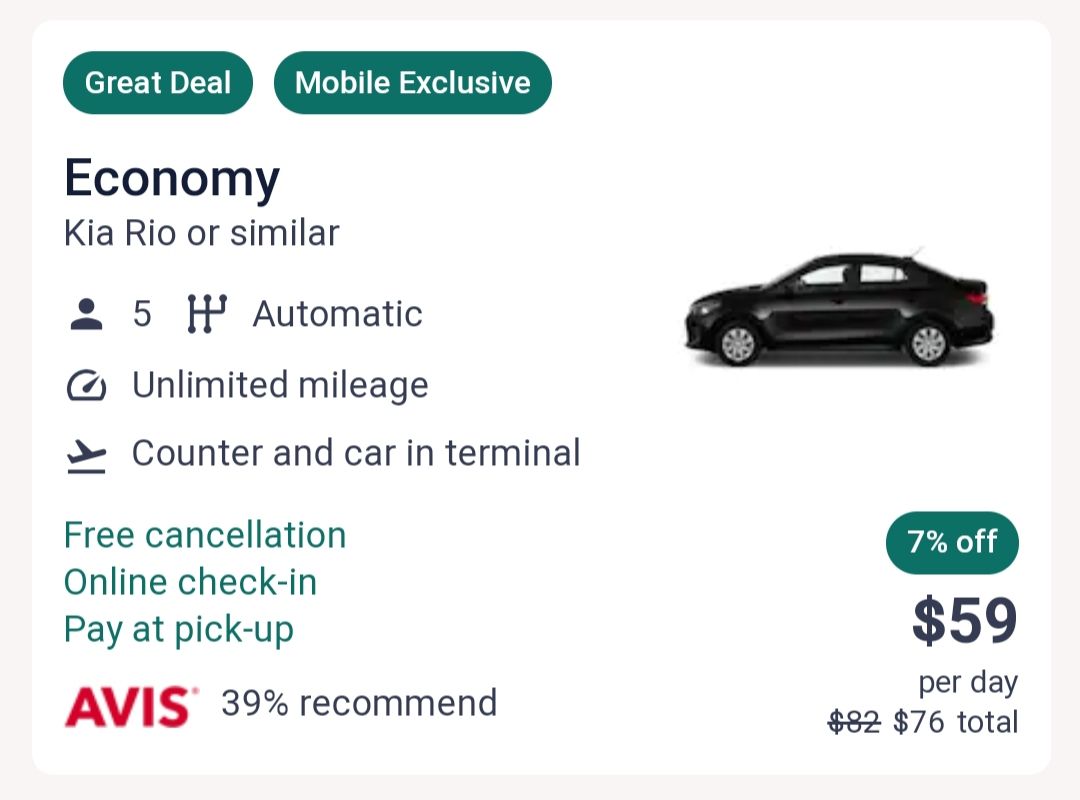 Great Deal Mobile Exclusive
Economy
Kia Rio or similar
5 Automatic
Unlimited mileage
Counter and car in terminal
Free cancellation
Online check-in
Pay at pick-up
7% off
$59
per day
AVIS 39% recommend
$82 $76 total